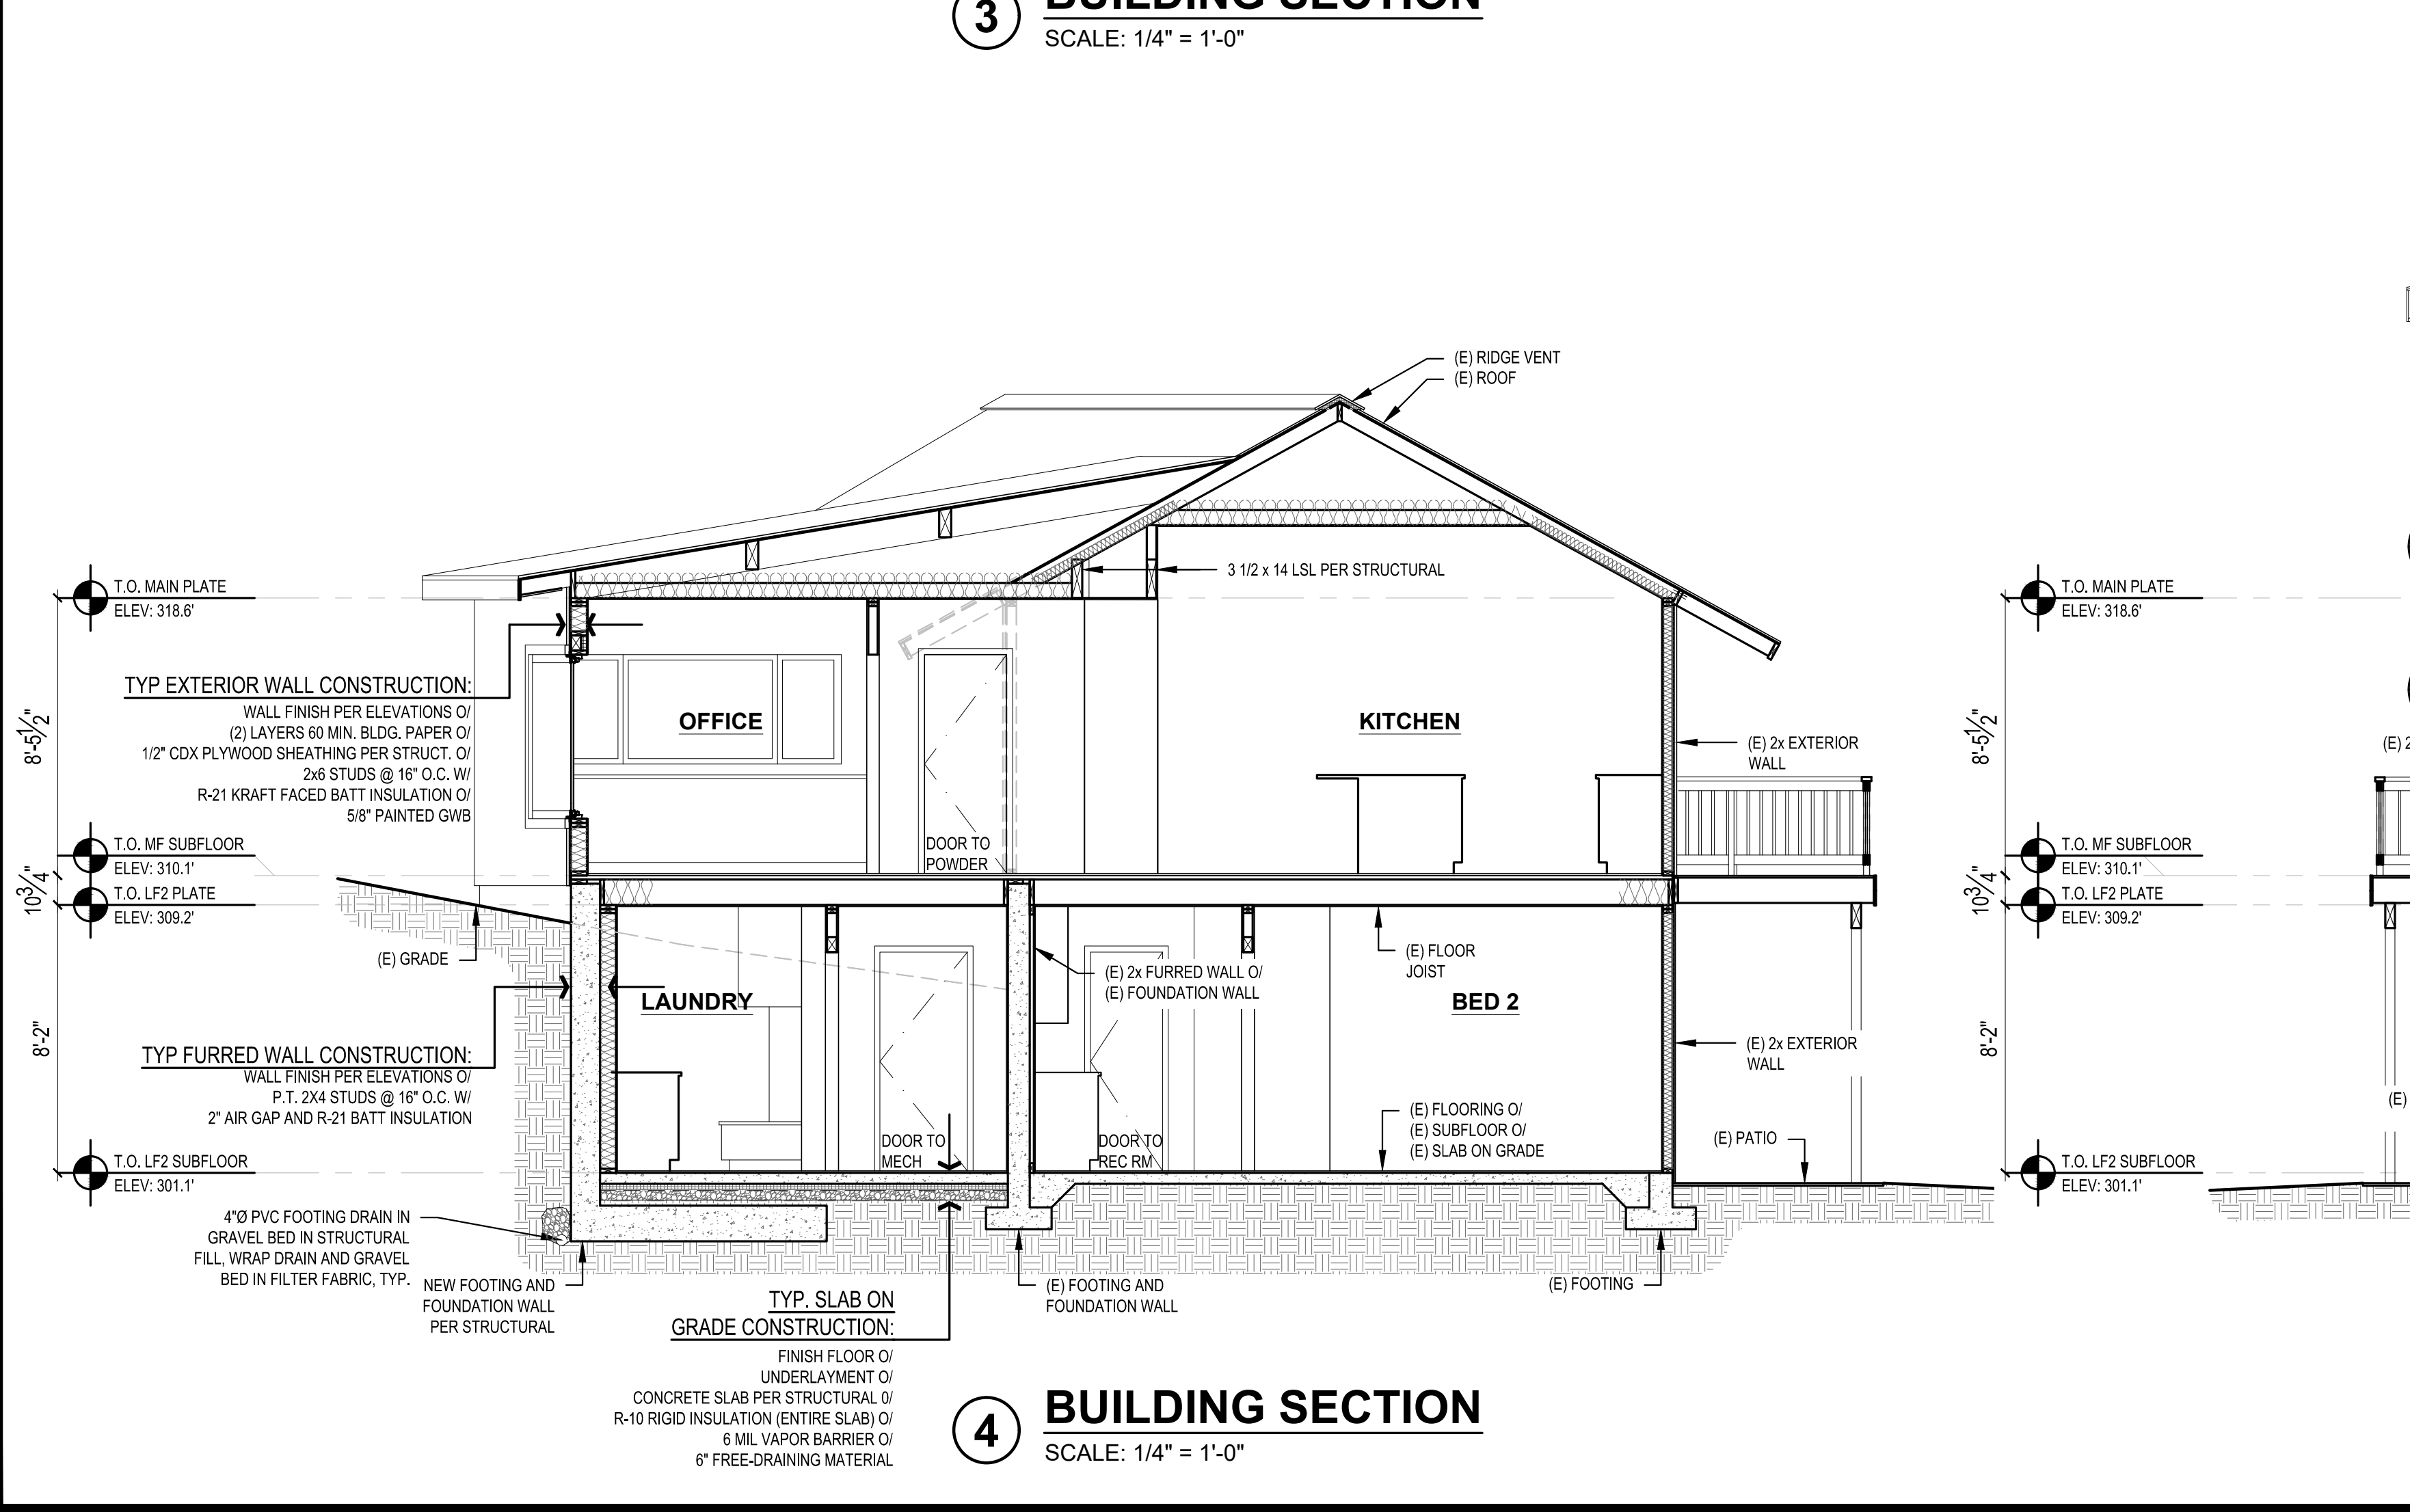 3
BUILDING SECTION
SCALE: 1/4" = 1'-0"
(E) RIDGE VENT
(E) ROOF
3 1/2 x 14 LSL PER STRUCTURAL
T.O. MAIN PLATE
ELEV: 318.6'
TYP EXTERIOR WALL CONSTRUCTION:
WALL FINISH PER ELEVATIONS O/
(2) LAYERS 60 MIN. BLDG. PAPER O/
1/2" CDX PLYWOOD SHEATHING PER STRUCT. O/
2x6 STUDS @ 16" O.C. W/
R-21 KRAFT FACED BATT INSULATION O/
5/8" PAINTED GWB
8'-5 1/2"
T.O. MF SUBFLOOR
ELEV: 310.1'
10 3/4"
T.O. LF2 PLATE
ELEV: 309.2'
(E) GRADE
8'-2"
TYP FURRED WALL CONSTRUCTION:
WALL FINISH PER ELEVATIONS O/
P.T. 2X4 STUDS @ 16" O.C. W/
2" AIR GAP AND R-21 BATT INSULATION
T.O. LF2 SUBFLOOR
ELEV: 301.1'
4"Ø PVC FOOTING DRAIN IN
GRAVEL BED IN STRUCTURAL
FILL, WRAP DRAIN AND GRAVEL
BED IN FILTER FABRIC, TYP.
NEW FOOTING AND
FOUNDATION WALL
PER STRUCTURAL
OFFICE
DOOR TO
POWDER
KITCHEN
(E) 2x EXTERIOR
WALL
LAUNDRY
DOOR TO
MECH
(E) 2x FURRED WALL O/
(E) FOUNDATION WALL
DOOR TO
REC RM
(E) FLOOR
JOIST
BED 2
(E) FLOORING O/
(E) SUBFLOOR O/
(E) SLAB ON GRADE
(E) 2x EXTERIOR
WALL
(E) PATIO
(E) FOOTING AND
FOUNDATION WALL
(E) FOOTING
TYP. SLAB ON
GRADE CONSTRUCTION:
FINISH FLOOR O/
UNDERLAYMENT O/
CONCRETE SLAB PER STRUCTURAL 0/
R-10 RIGID INSULATION (ENTIRE SLAB) O/
6 MIL VAPOR BARRIER O/
6" FREE-DRAINING MATERIAL
4
BUILDING SECTION
SCALE: 1/4" = 1'-0"
T.O. MAIN PLATE
ELEV: 318.6'
8'-5 1/2"
T.O. MF SUBFLOOR
ELEV: 310.1'
10 3/4"
T.O. LF2 PLATE
ELEV: 309.2'
8'-2"
T.O. LF2 SUBFLOOR
ELEV: 301.1'
(E)
(E)